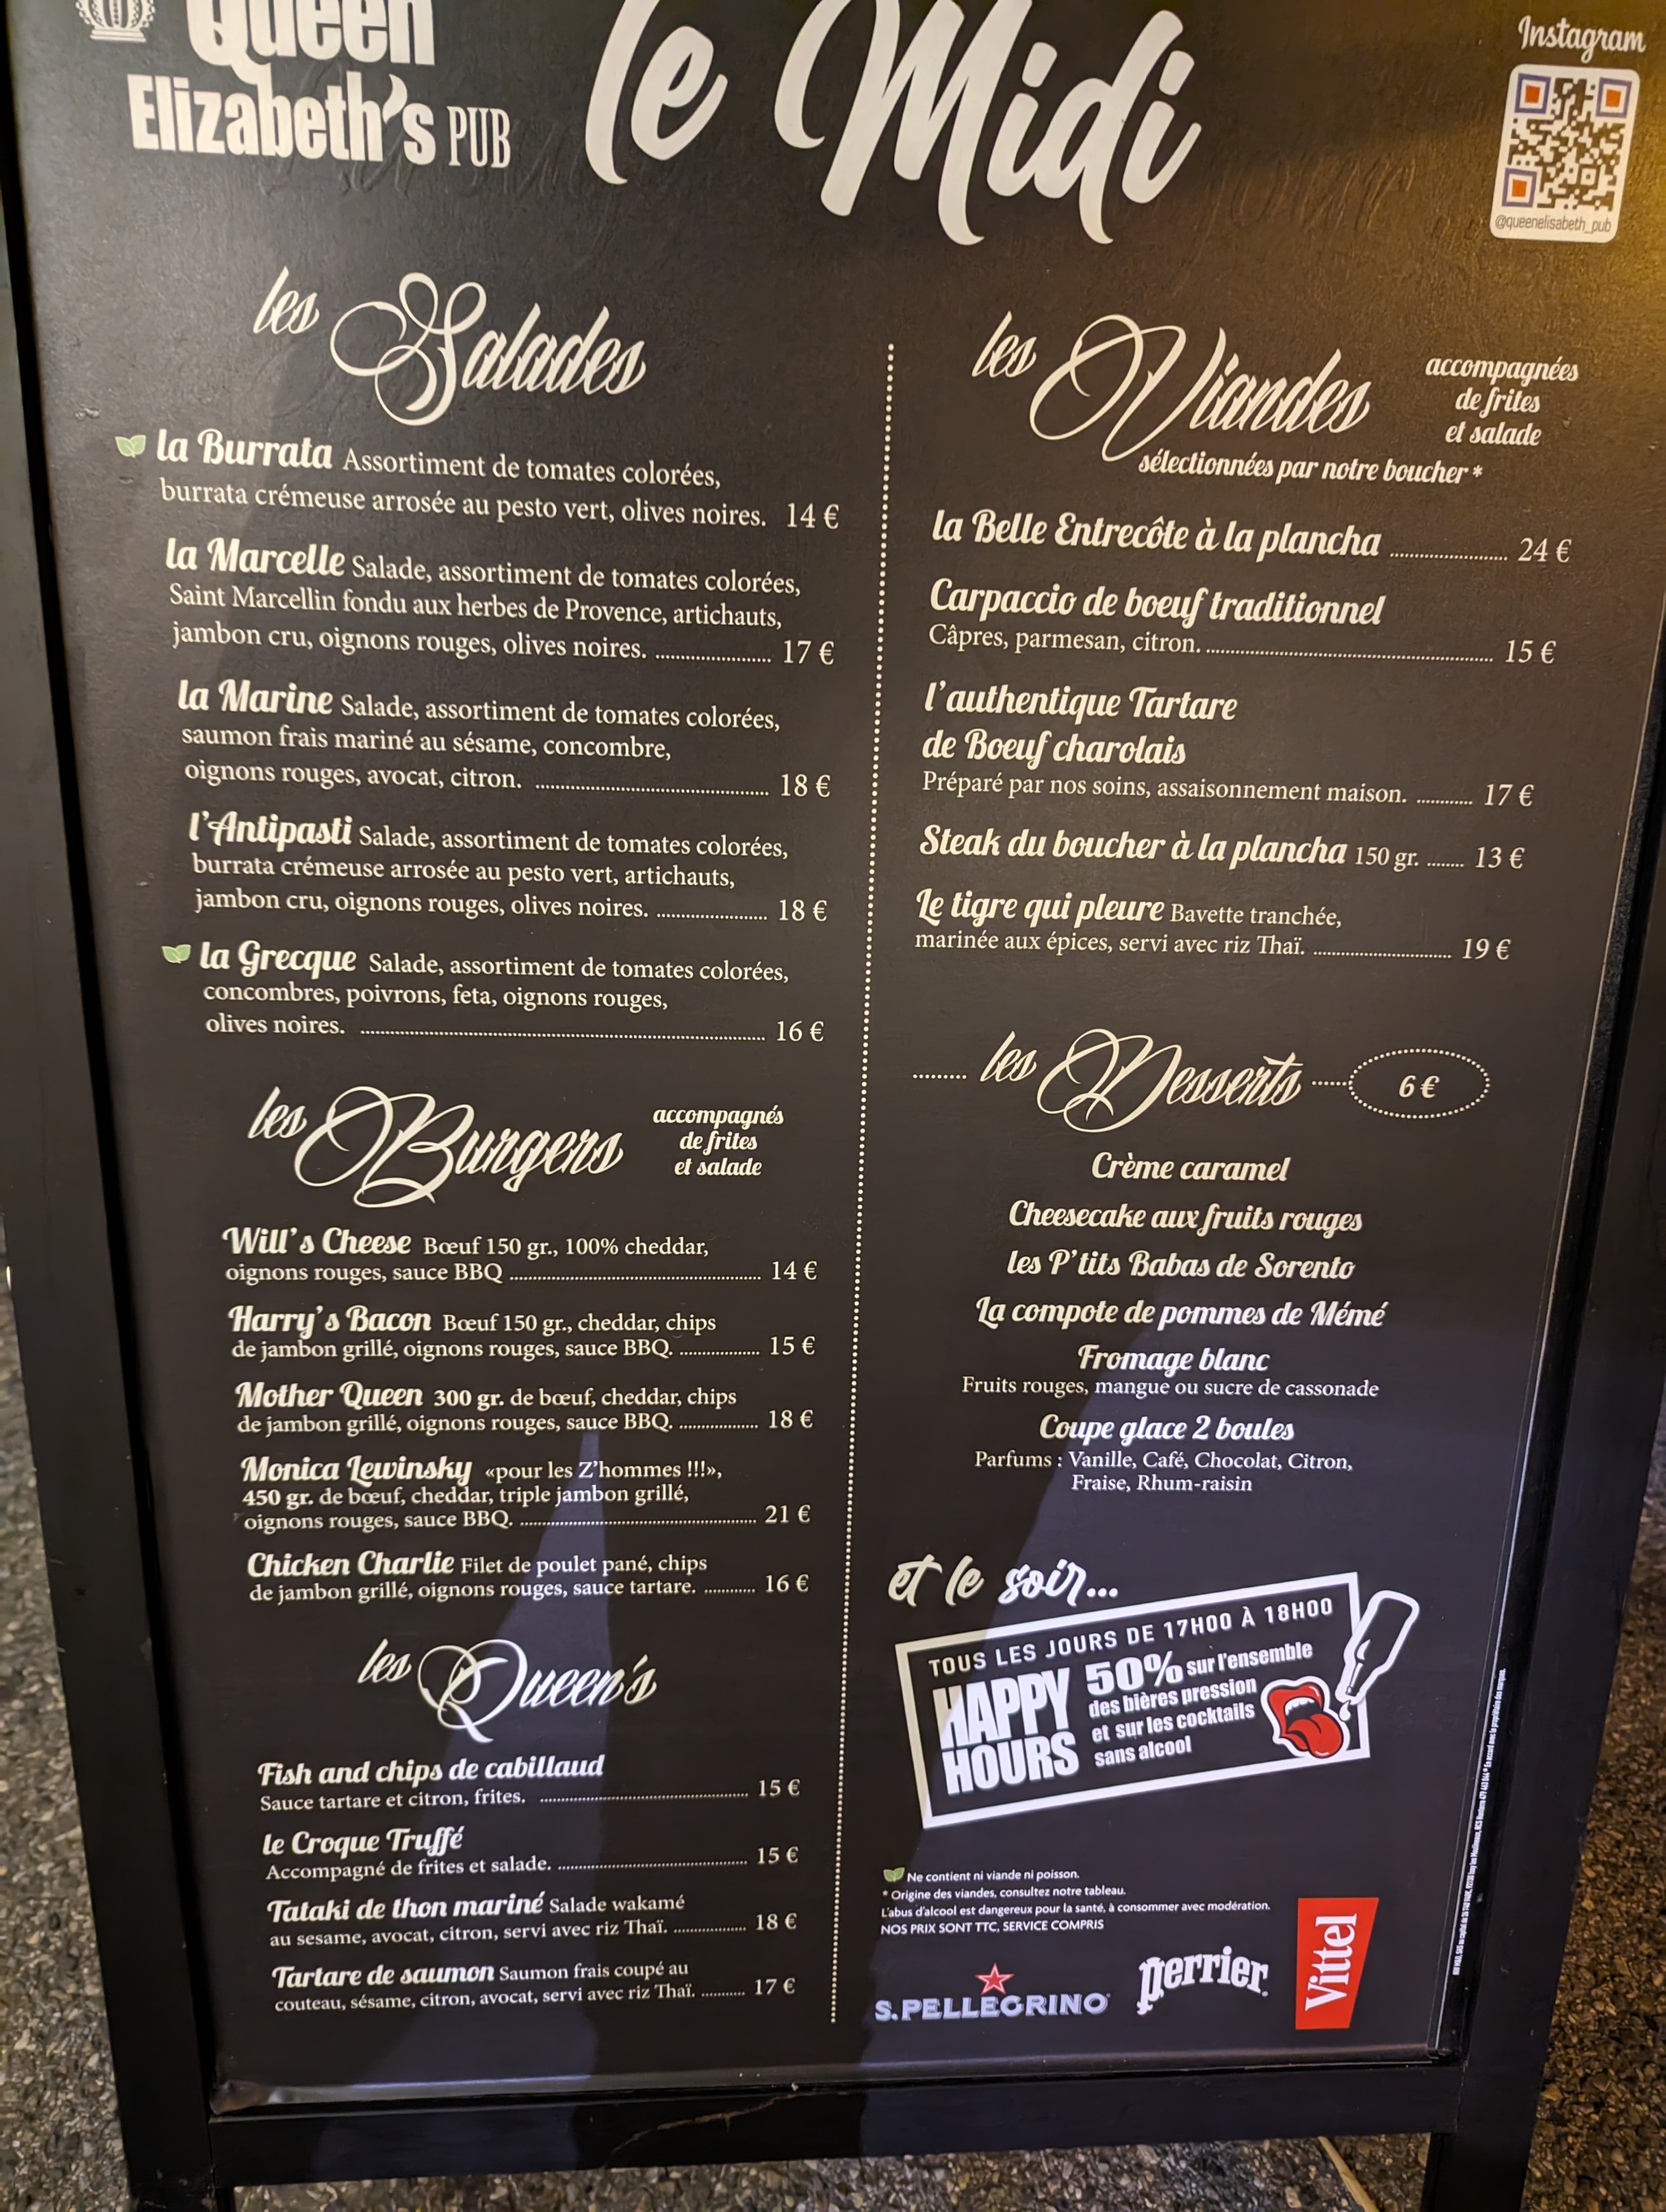 Queen
Elizabeth's PUB
le Midi
Instagram
@queenelisabeth_pub
les Salades
la Burrata Assortiment de tomates colorées,
burrata crémeuse arrosée au pesto vert, olives noires. 14 €
la Marcelle Salade, assortiment de tomates colorées,
Saint Marcellin fondu aux herbes de Provence, artichauts,
jambon cru, oignons rouges, olives noires. ........ 17 €
la Marine Salade, assortiment de tomates colorées,
saumon frais mariné au sésame, concombre,
oignons rouges, avocat, citron. ........ 18 €
l'Antipasti Salade, assortiment de tomates colorées,
burrata crémeuse arrosée au pesto vert, artichauts,
jambon cru, oignons rouges, olives noires. ........ 18 €
la Grecque Salade, assortiment de tomates colorées,
concombres, poivrons, feta, oignons rouges,
olives noires. ........ 16 €
les Burgers
accompagnés
de frites
et salade
Will's Cheese Bœuf 150 gr., 100% cheddar,
oignons rouges, sauce BBQ ........ 14 €
Harry's Bacon Bœuf 150 gr., cheddar, chips
de jambon grillé, oignons rouges, sauce BBQ. ........ 15 €
Mother Queen 300 gr. de bœuf, cheddar, chips
de jambon grillé, oignons rouges, sauce BBQ. ........ 18 €
Monica Lewinsky «pour les Z'hommes !!!»,
450 gr. de bœuf, cheddar, triple jambon grillé,
oignons rouges, sauce BBQ. ........ 21 €
Chicken Charlie Filet de poulet pané, chips
de jambon grillé, oignons rouges, sauce tartare. ........ 16 €
les Queen's
Fish and chips de cabillaud
Sauce tartare et citron, frites. ........ 15 €
le Croque Truffé
Accompagné de frites et salade. ........ 15 €
Tataki de thon mariné Salade wakamé
au sesame, avocat, citron, servi avec riz Thaï. ........ 18 €
Tartare de saumon Saumon frais coupé au
couteau, sésame, citron, avocat, servi avec riz Thaï. ........ 17 €
les Viandes
accompagnées
de frites
et salade
sélectionnées par notre boucher *
la Belle Entrecôte à la plancha ........ 24 €
Carpaccio de boeuf traditionnel
Câpres, parmesan, citron. ........ 15 €
l'authentique Tartare
de Boeuf charolais
Préparé par nos soins, assaisonnement maison. ........ 17 €
Steak du boucher à la plancha 150 gr. ........ 13 €
Le tigre qui pleure Bavette tranchée,
marinée aux épices, servi avec riz Thaï. ........ 19 €
les Desserts 6 €
Crème caramel
Cheesecake aux fruits rouges
les P'tits Babas de Sorento
La compote de pommes de Mémé
Fromage blanc
Fruits rouges, mangue ou sucre de cassonade
Coupe glace 2 boules
Parfums : Vanille, Café, Chocolat, Citron,
Fraise, Rhum-raisin
et le soir...
TOUS LES JOURS DE 17H00 À 18H00
HAPPY
HOURS
50% sur l'ensemble
des bières pression
et sur les cocktails
sans alcool
Ne contient ni viande ni poisson.
* Origine des viandes, consultez notre tableau.
L'abus d'alcool est dangereux pour la santé, à consommer avec modération.
NOS PRIX SONT TTC, SERVICE COMPRIS
S.PELLEGRINO
perrier
Vittel